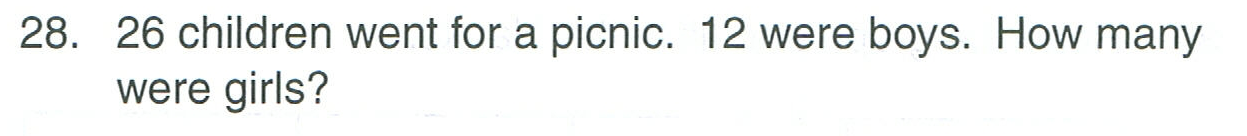 28. 26 children went for a picnic. 12 were boys. How many
were girls?